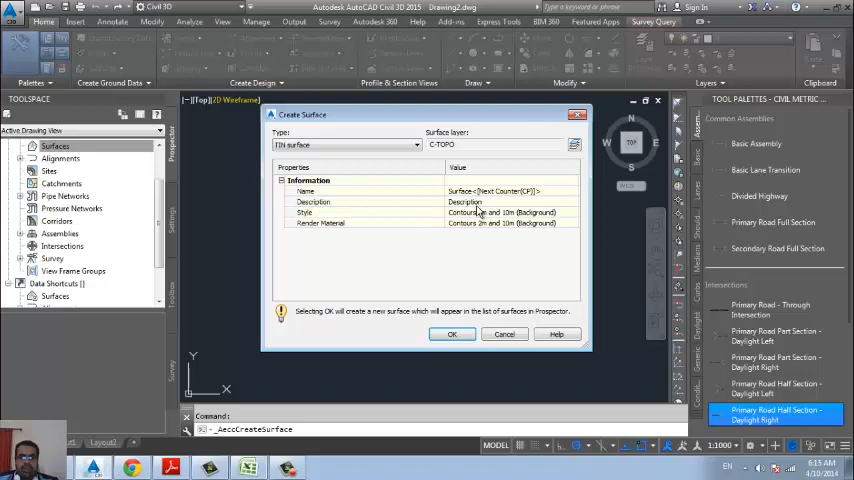 Civil 3D
Autodesk AutoCAD Civil 3D 2015 Drawing2.dwg
Type a keyword or phrase
Sign In
Home Insert Annotate Modify Analyze View Manage Output Survey Autodesk 360 Help Add-ins Express Tools BIM 360 Featured Apps Survey Query
Paste
Palettes Create Ground Data Create Design Profile & Section Views Draw Modify Layers Clipboard
TOOLSPACE
Active Drawing View
Surfaces
Alignments
Sites
Catchments
Pipe Networks
Pressure Networks
Corridors
Assemblies
Intersections
Survey
View Frame Groups
Data Shortcuts []
Surfaces
Prospector
Settings
Survey
Toolbox
[−][Top][2D Wireframe]
Create Surface
Type:
TIN surface
Surface layer:
C-TOPO
Properties Value
Information
Name Surface<[Next Counter(CP)]>
Description Description
Style Contours 2m and 10m (Background)
Render Material Contours 2m and 10m (Background)
Selecting OK will create a new surface which will appear in the list of surfaces in Prospector.
OK Cancel Help
N
W TOP E
S
Y
X
TOOL PALETTES - CIVIL METRIC ...
Common Assemblies
Basic Assembly
Basic Lane Transition
Divided Highway
Primary Road Full Section
Secondary Road Full Section
Intersections
Primary Road - Through
Intersection
Primary Road Part Section -
Daylight Right
Primary Road Half Section -
Daylight Left
Primary Road Half Section -
Daylight Right
Assem...
Basic
Medians
Curbs
Daylight
Command:
_AeccCreateSurface
Layout2
MODEL
1:1000
EN
6:15 AM
4/10/2014